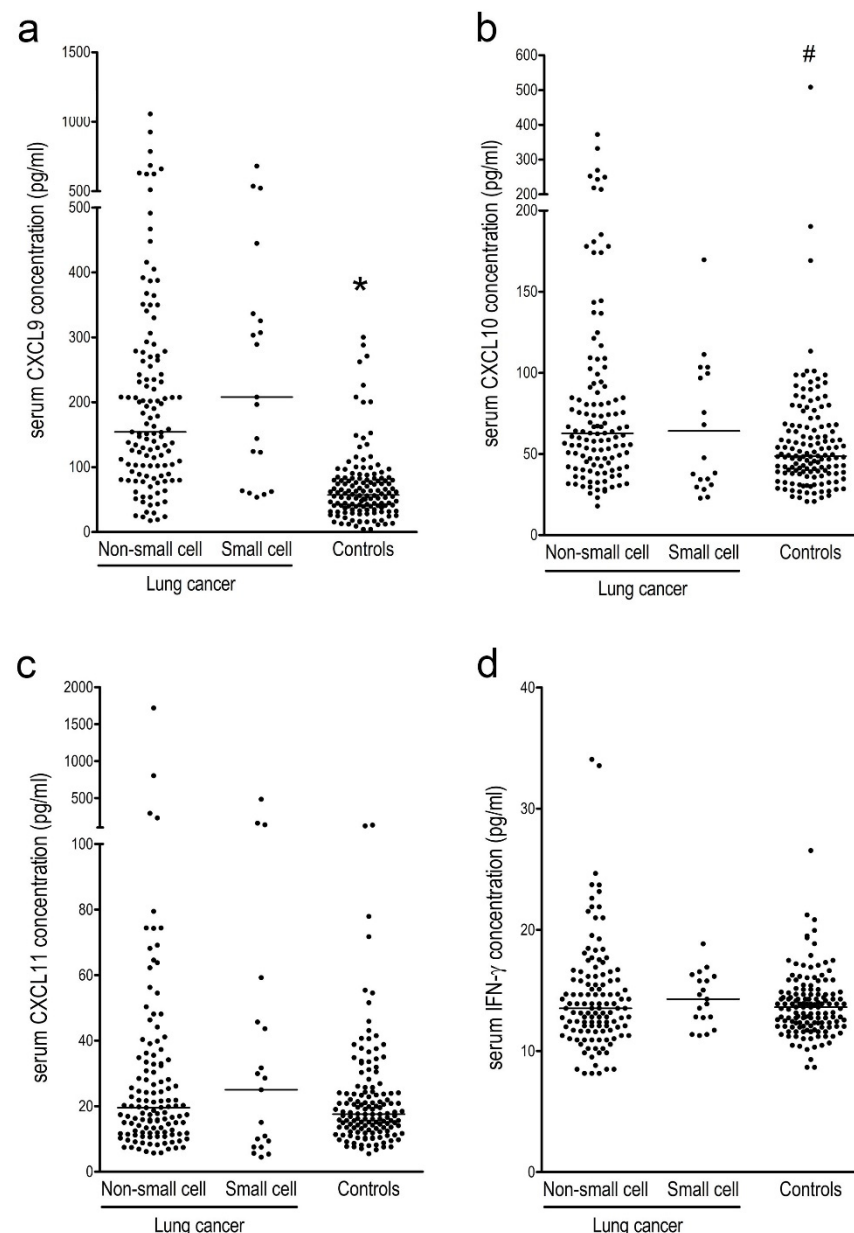 a
serum CXCL9 concentration (pg/ml)
1500
1000
500
500
400
300
200
100
0
*
Non-small cell
Small cell
Controls
Lung cancer
b
serum CXCL10 concentration (pg/ml)
600
500
400
300
200
200
150
100
50
0
#
Non-small cell
Small cell
Controls
Lung cancer
c
serum CXCL11 concentration (pg/ml)
2000
1500
1000
500
100
80
60
40
20
0
Non-small cell
Small cell
Controls
Lung cancer
d
serum IFN-γ concentration (pg/ml)
40
30
20
10
0
Non-small cell
Small cell
Controls
Lung cancer